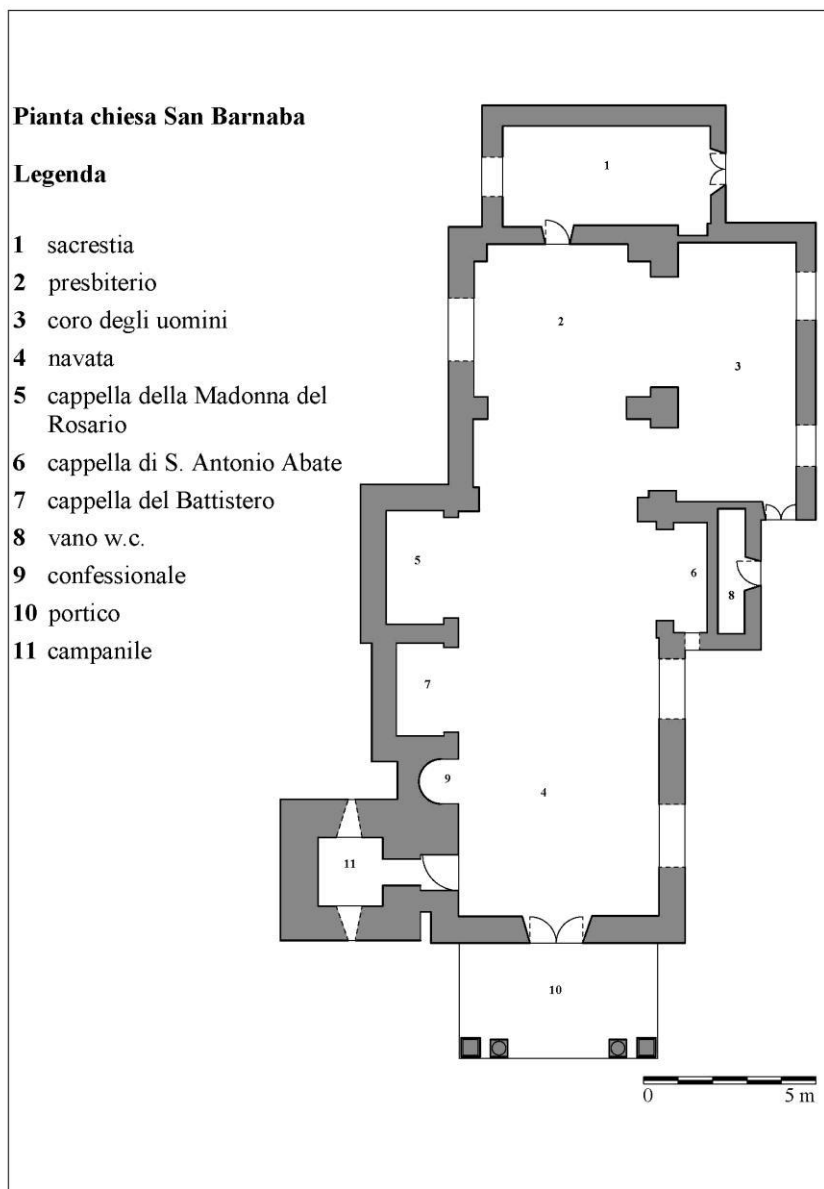 Pianta chiesa San Barnaba
Legenda
1 sacrestia
2 presbiterio
3 coro degli uomini
4 navata
5 cappella della Madonna del
Rosario
6 cappella di S. Antonio Abate
7 cappella del Battistero
8 vano w.c.
9 confessionale
10 portico
11 campanile
1
2
3
5
6
8
7
9
4
11
10
0 5 m